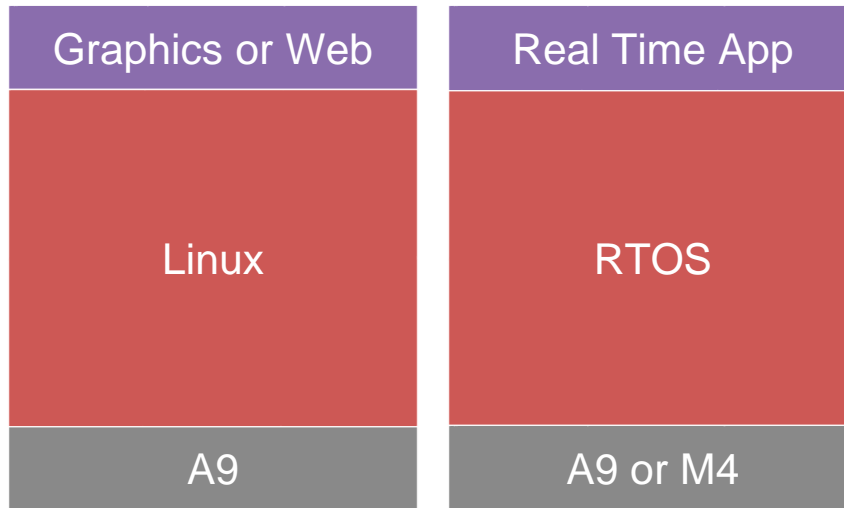 Graphics or Web
Linux
A9
Real Time App
RTOS
A9 or M4